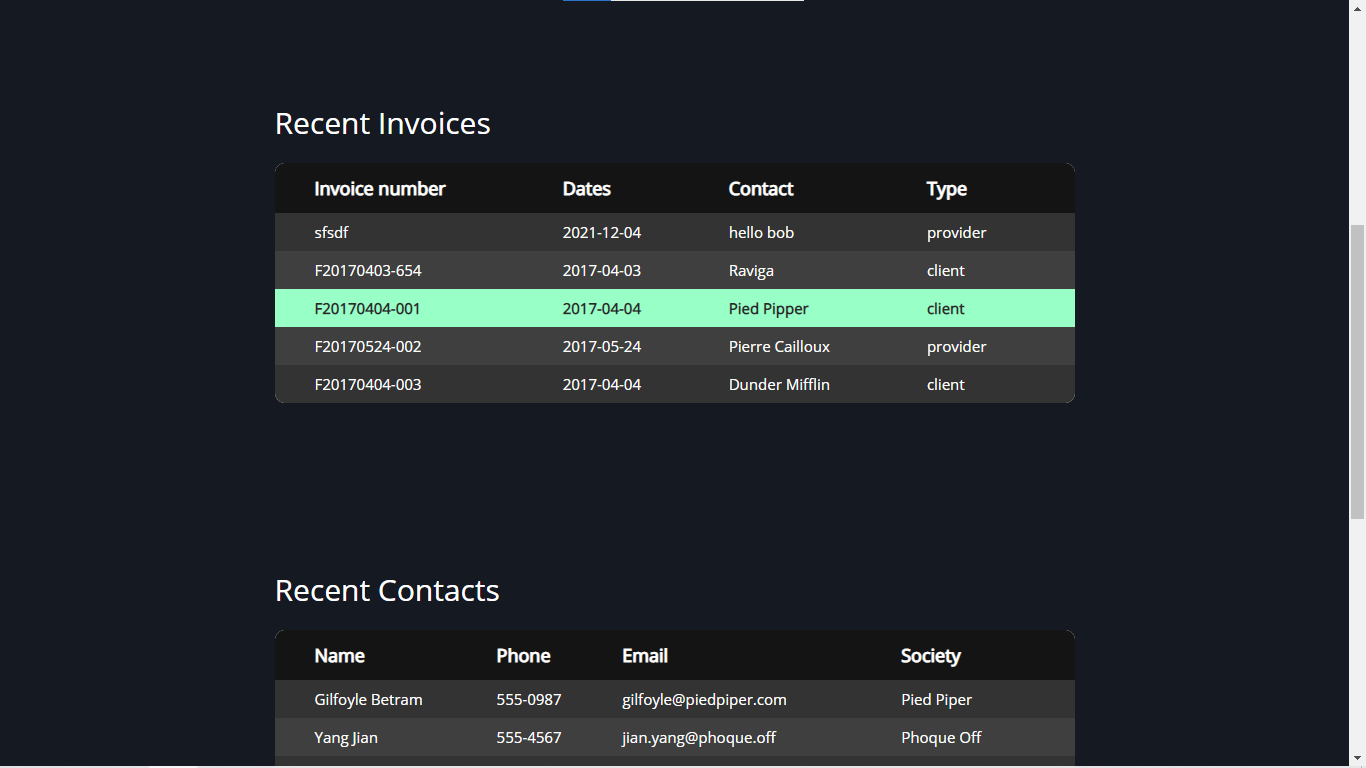 Recent Invoices
Invoice number Dates Contact Type
sfsdf 2021-12-04 hello bob provider
F20170403-654 2017-04-03 Raviga client
F20170404-001 2017-04-04 Pied Pipper client
F20170524-002 2017-05-24 Pierre Cailloux provider
F20170404-003 2017-04-04 Dunder Mifflin client
Recent Contacts
Name Phone Email Society
Gilfoyle Betram 555-0987 gilfoyle@piedpiper.com Pied Piper
Yang Jian 555-4567 jian.yang@phoque.off Phoque Off